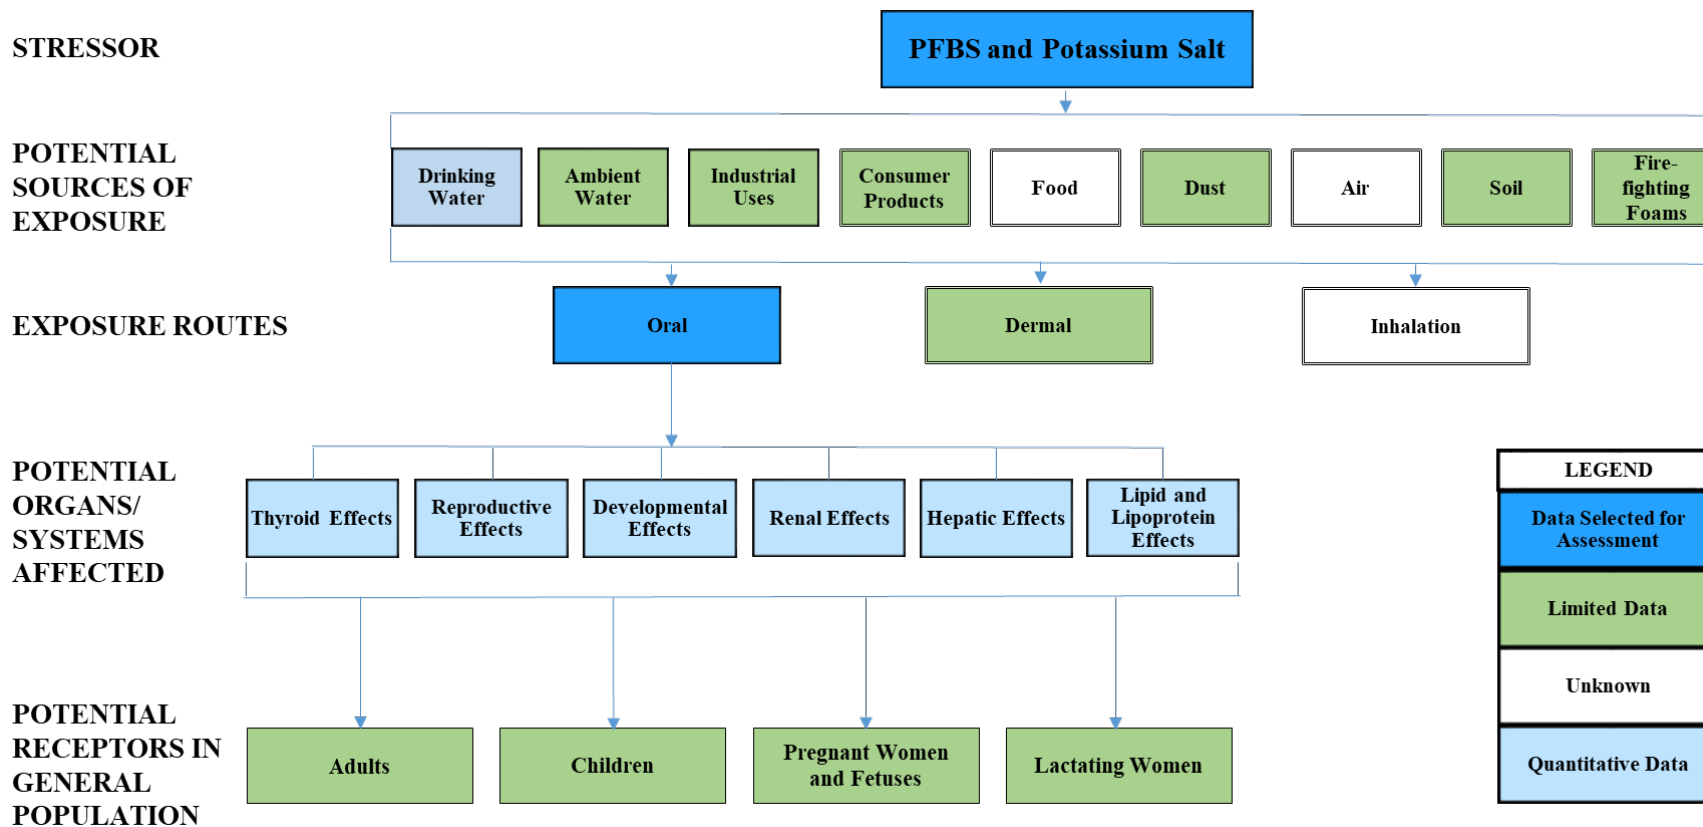 STRESSOR
PFBS and Potassium Salt
POTENTIAL
SOURCES OF
EXPOSURE
Drinking
Water
Ambient
Water
Industrial
Uses
Consumer
Products
Food
Dust
Air
Soil
Fire-
fighting
Foams
EXPOSURE ROUTES
Oral
Dermal
Inhalation
POTENTIAL
ORGANS/
SYSTEMS
AFFECTED
Thyroid Effects
Reproductive
Effects
Developmental
Effects
Renal Effects
Hepatic Effects
Lipid and
Lipoprotein
Effects
LEGEND
Data Selected for
Assessment
Limited Data
Unknown
Quantitative Data
POTENTIAL
RECEPTORS IN
GENERAL
POPULATION
Adults
Children
Pregnant Women
and Fetuses
Lactating Women